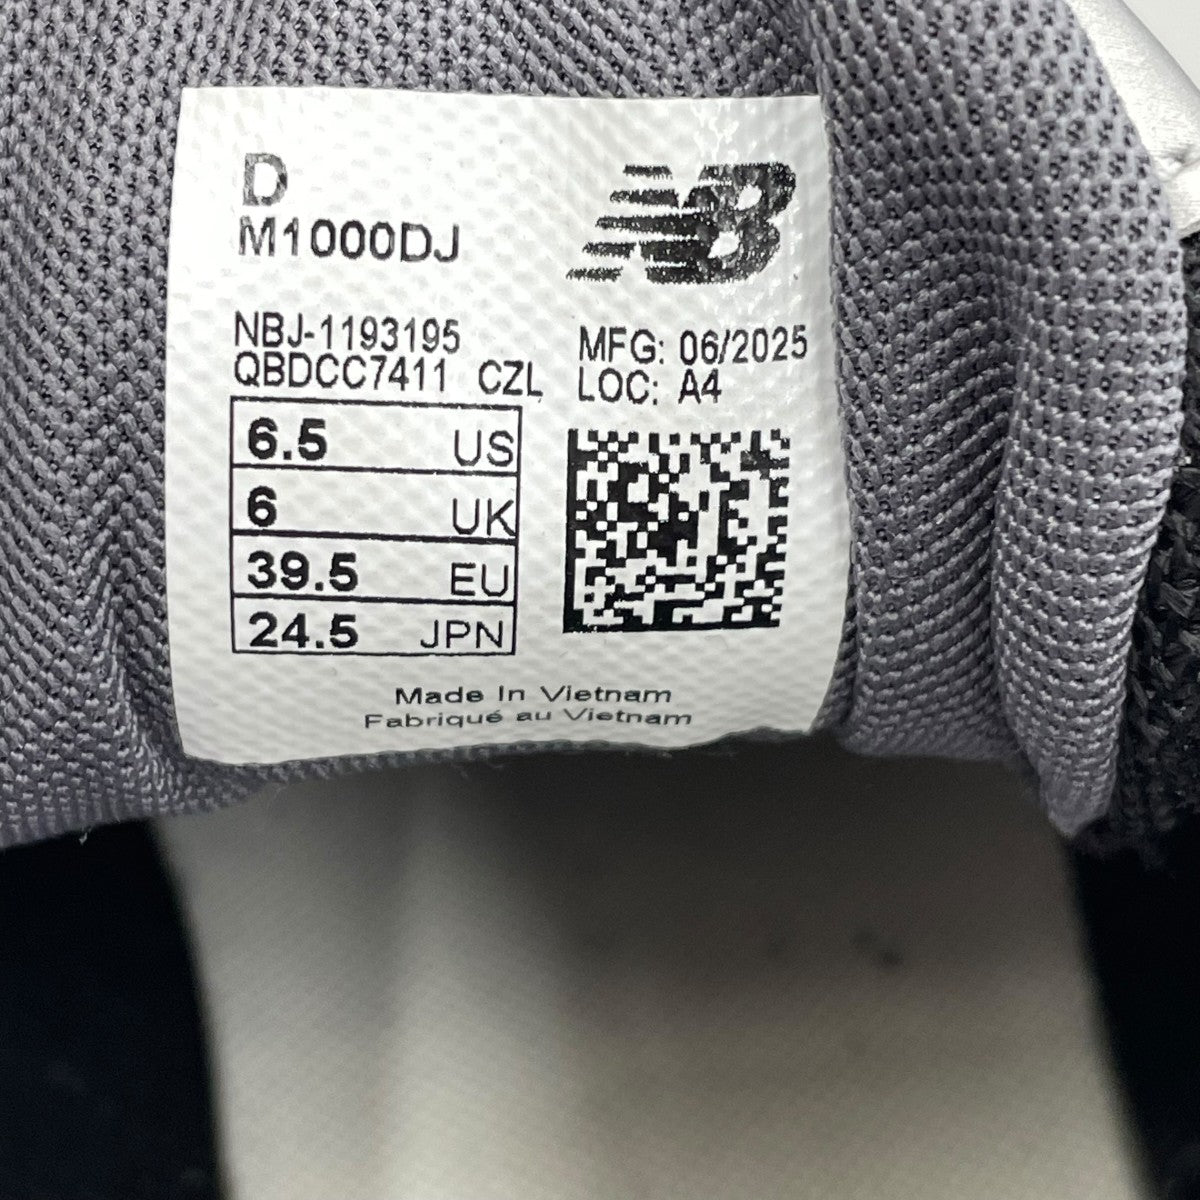 D
M1000DJ
NB
NBJ-1193195
QBDCC7411 CZL
MFG: 06/2025
LOC: A4
6.5 US
6 UK
39.5 EU
24.5 JPN
Made In Vietnam
Fabriqué au Vietnam